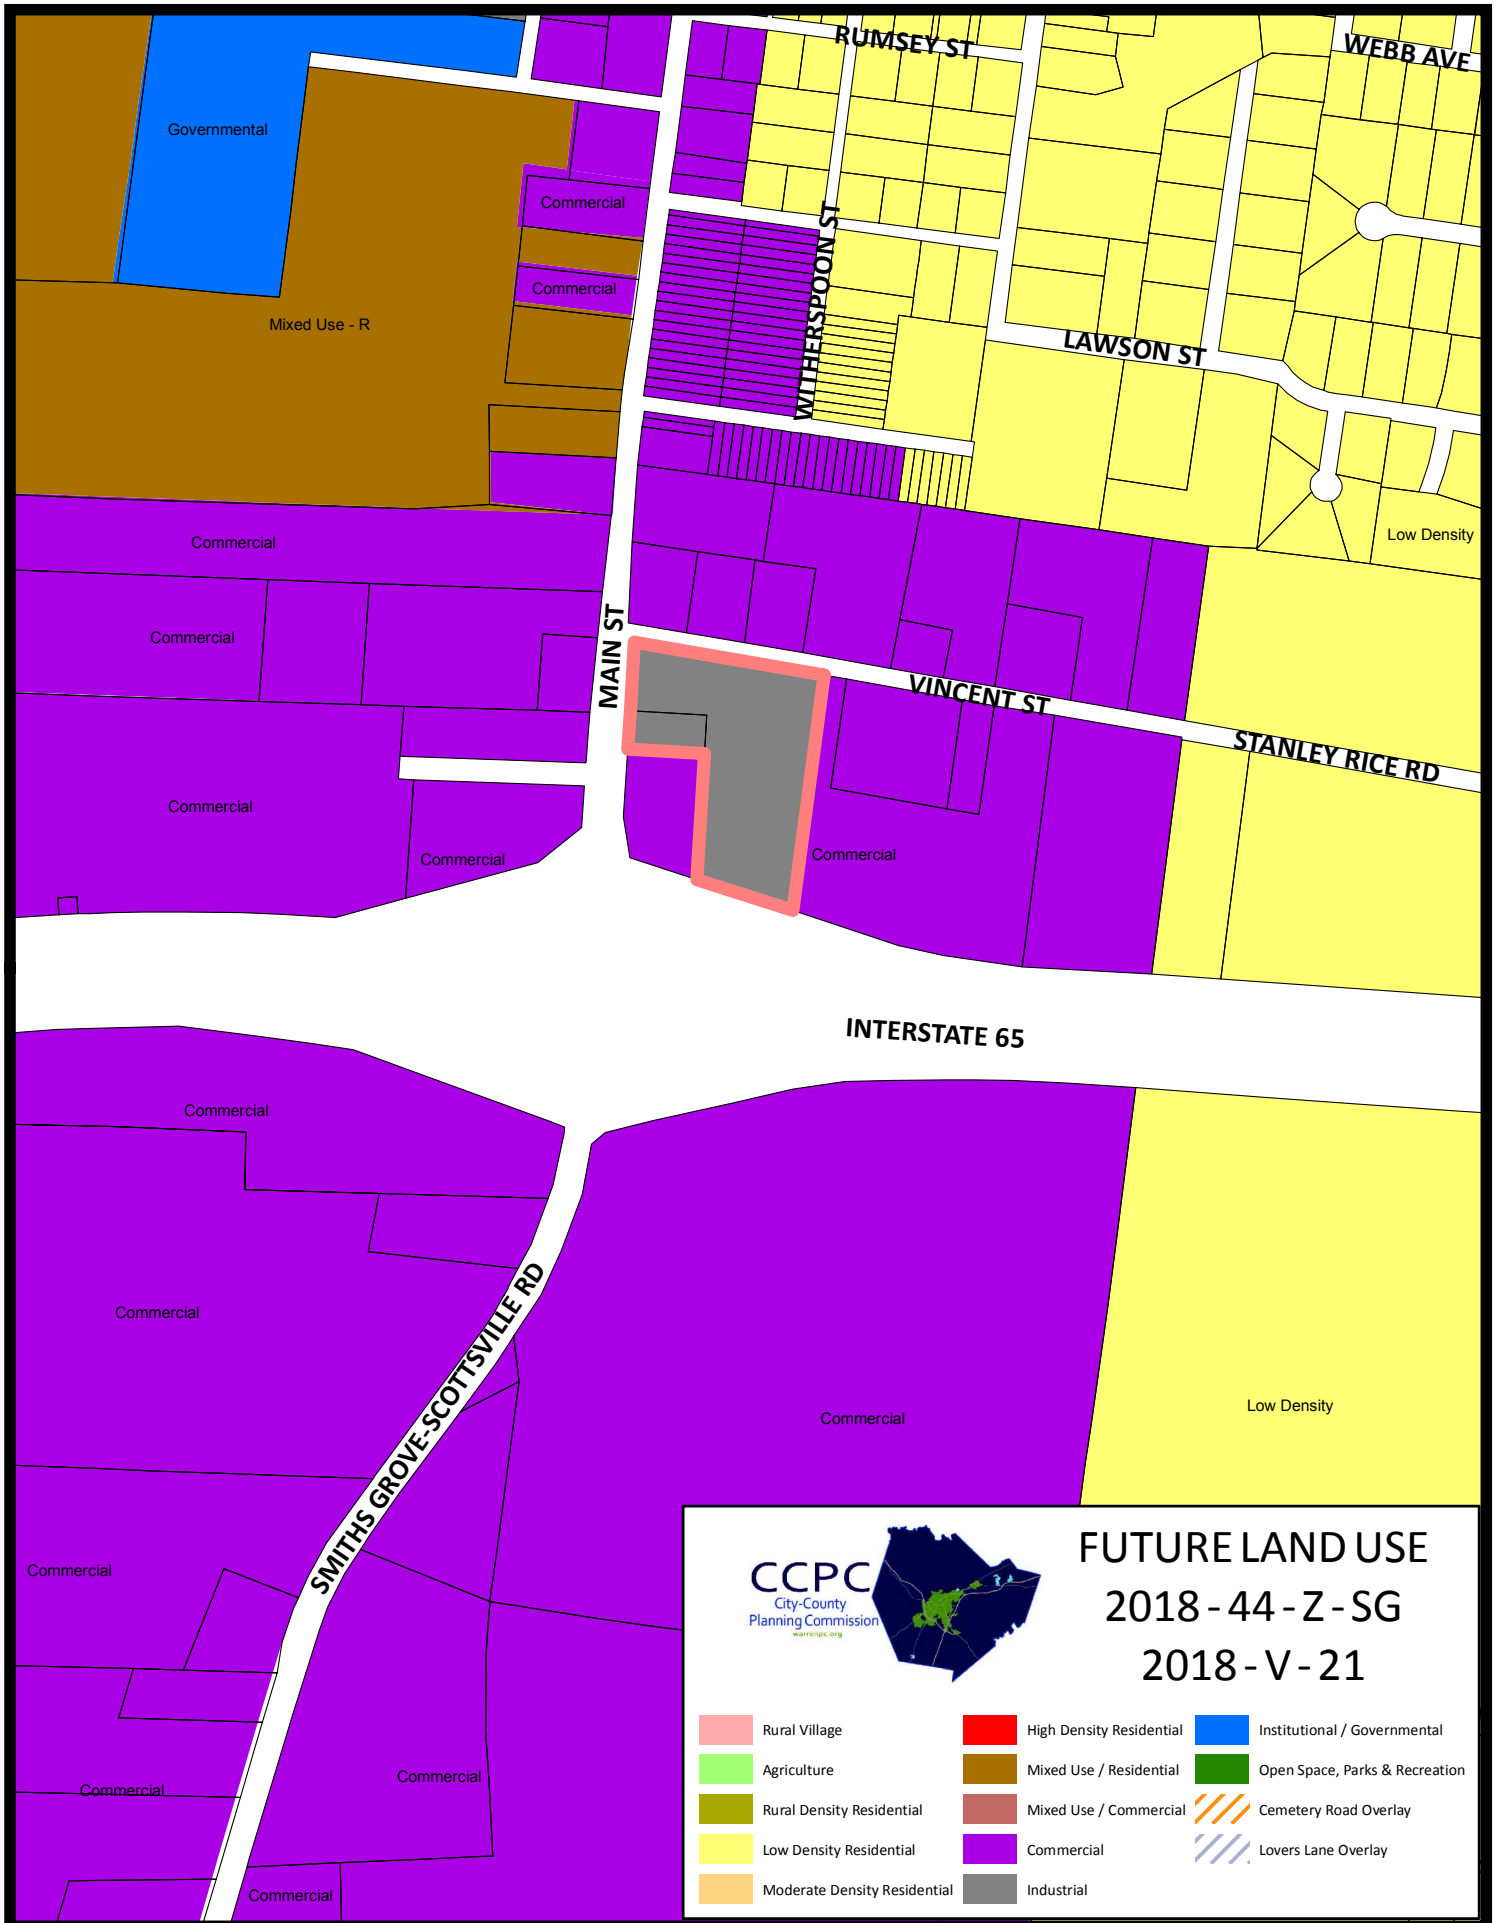 RUMSEY ST
WEBB AVE
Governmental
Commercial
WITHERSPOON ST
Commercial
Mixed Use - R
LAWSON ST
Commercial
Low Density
Commercial
MAIN ST
VINCENT ST
STANLEY RICE RD
Commercial
Commercial
Commercial
INTERSTATE 65
Commercial
Commercial
SMITHS GROVE-SCOTTSVILLE RD
Commercial
Low Density
Commercial
Commercial
Commercial
Commercial
CCPC
City-County
Planning Commission
warrenpc.org
FUTURE LAND USE
2018 - 44 - Z - SG
2018 - V - 21
Rural Village
Agriculture
Rural Density Residential
Low Density Residential
Moderate Density Residential
High Density Residential
Mixed Use / Residential
Mixed Use / Commercial
Commercial
Industrial
Institutional / Governmental
Open Space, Parks & Recreation
Cemetery Road Overlay
Lovers Lane Overlay